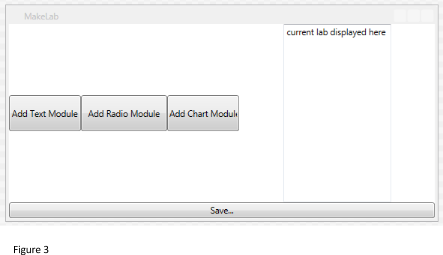 MakeLab
current lab displayed here
Add Text Module Add Radio Module Add Chart Modul
Save...
Figure 3